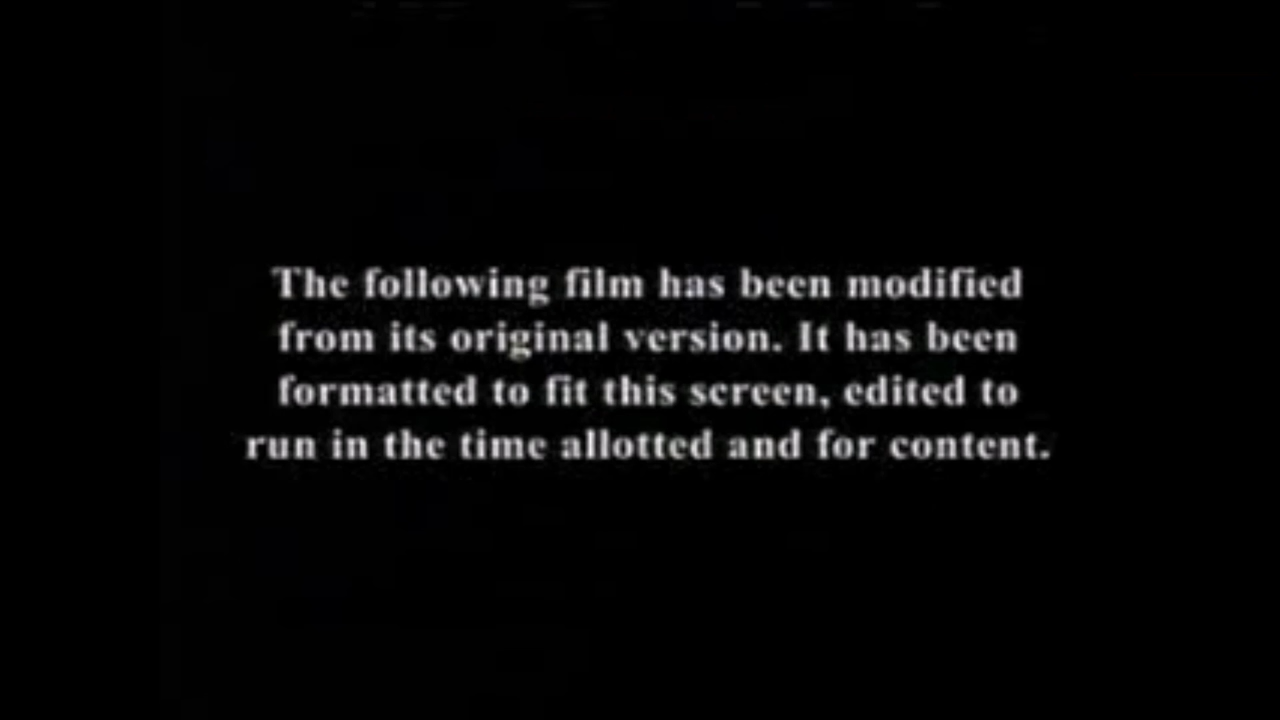 The following film has been modified
from its original version. It has been
formatted to fit this screen, edited to
run in the time allotted and for content.